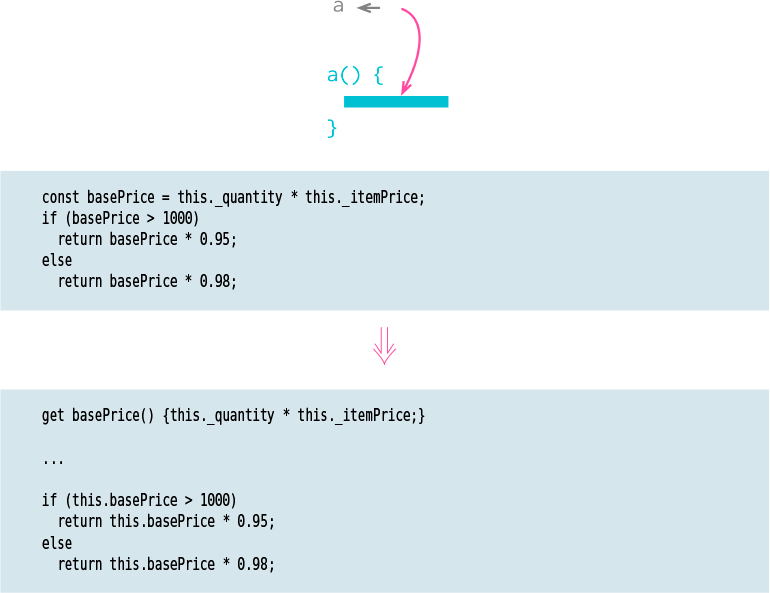 a
a() {
}
const basePrice = this._quantity * this._itemPrice;
if (basePrice > 1000)
  return basePrice * 0.95;
else
  return basePrice * 0.98;
get basePrice() {this._quantity * this._itemPrice;}
...
if (this.basePrice > 1000)
  return this.basePrice * 0.95;
else
  return this.basePrice * 0.98;